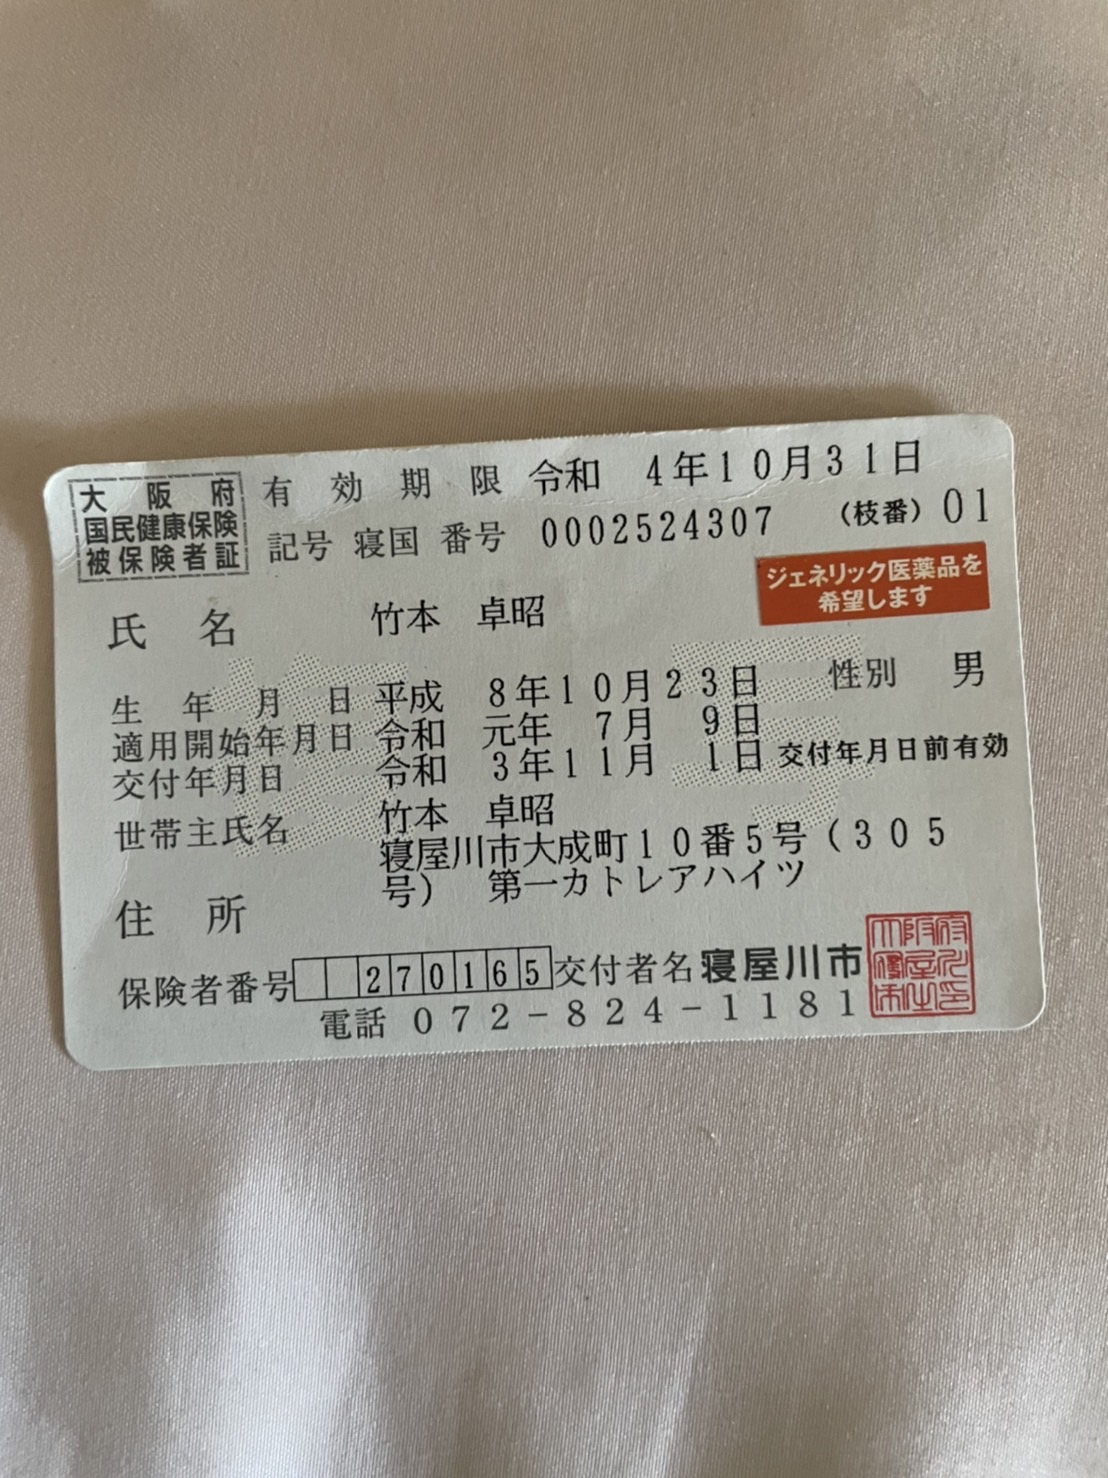 大阪府
国民健康保険
被保険者証
有効期限 令和 4年10月31日
記号 寝国 番号 0002524307 (枝番) 01
ジェネリック医薬品を
希望します
氏名 竹本 卓昭
生年月日 平成 8年10月23日 性別 男
適用開始年月日 令和 元年 7月 9日
交付年月日 令和 3年11月 1日 交付年月日前有効
世帯主氏名 竹本 卓昭
住所 寝屋川市大成町10番5号(305
号) 第一カトレアハイツ
保険者番号 270165 交付者名 寝屋川市
電話 072-824-1181